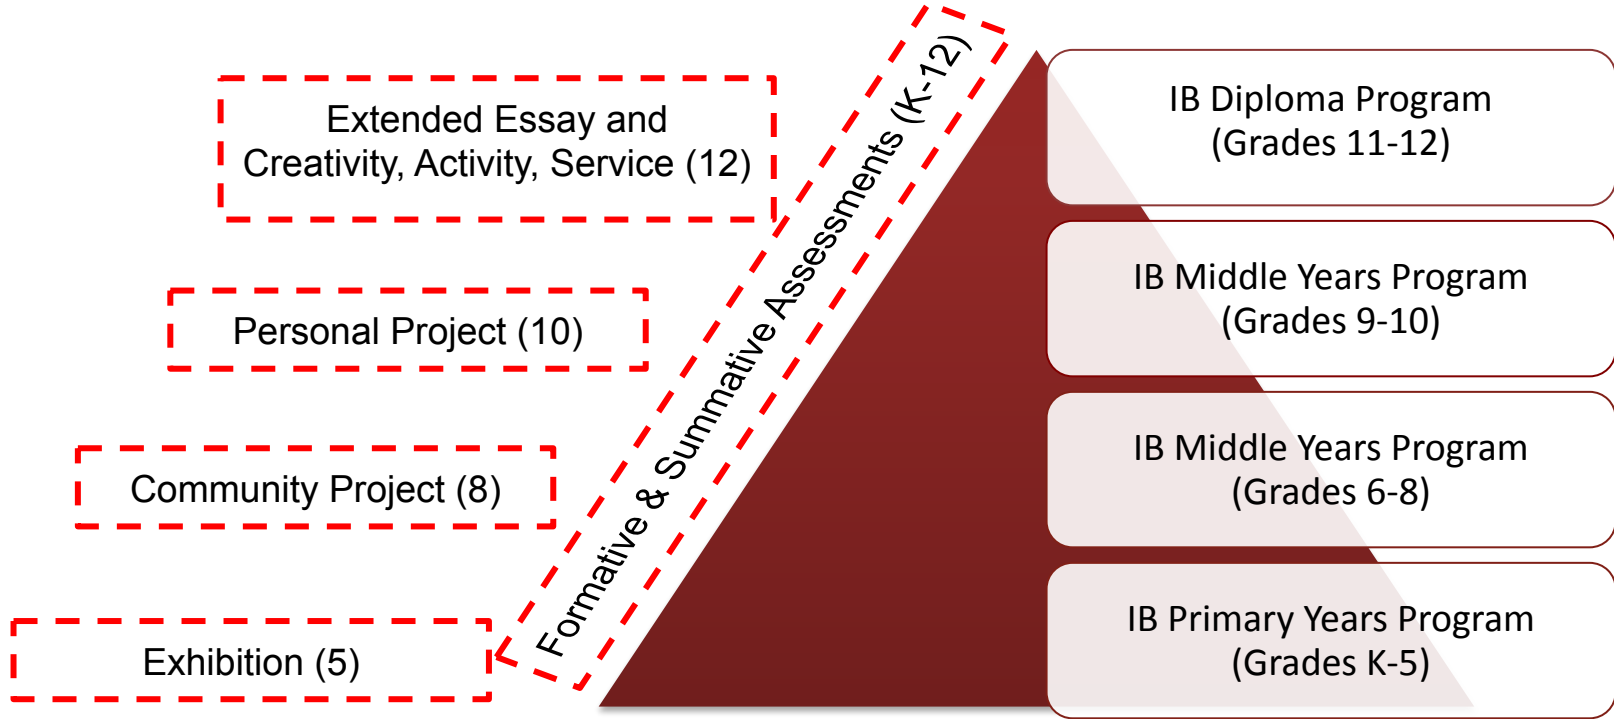 Extended Essay and
Creativity, Activity, Service (12)
Personal Project (10)
Community Project (8)
Exhibition (5)
Formative & Summative Assessments (K-12)
IB Diploma Program
(Grades 11-12)
IB Middle Years Program
(Grades 9-10)
IB Middle Years Program
(Grades 6-8)
IB Primary Years Program
(Grades K-5)